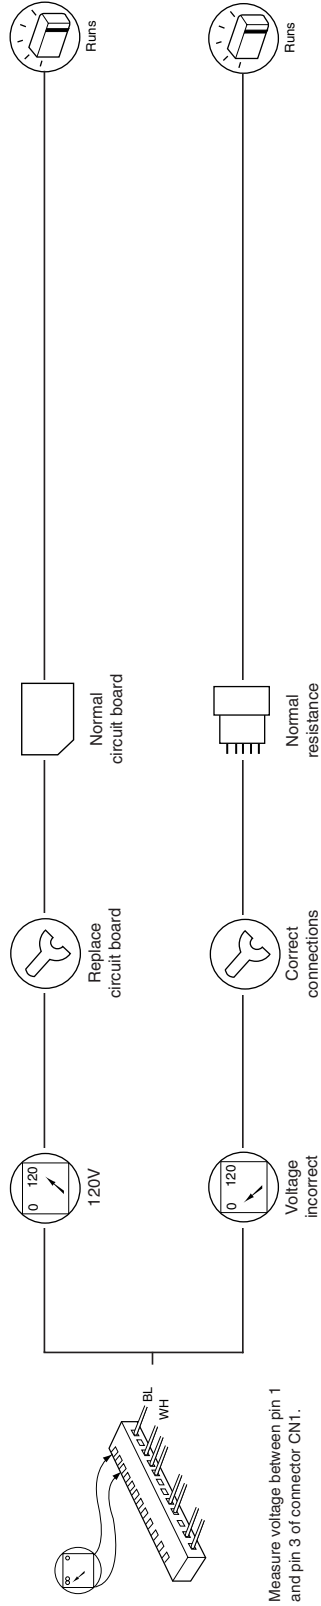 Measure voltage between pin 1
and pin 3 of connector CN1.
BL
WH
0 120
120V
Replace
circuit board
Normal
circuit board
Runs
0 120
Voltage
incorrect
Correct
connections
Normal
resistance
Runs